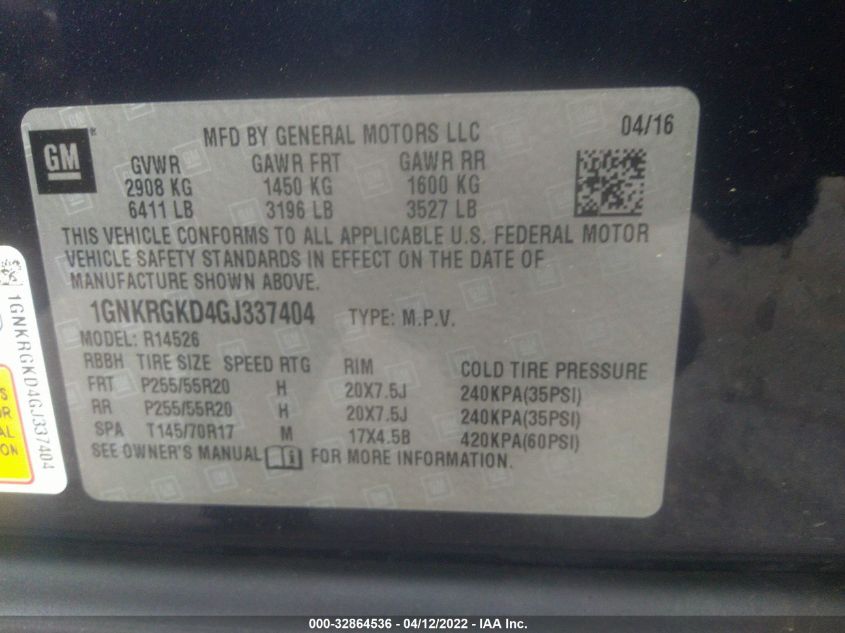 GM
MFD BY GENERAL MOTORS LLC 04/16
GVWR GAWR FRT GAWR RR
2908 KG 1450 KG 1600 KG
6411 LB 3196 LB 3527 LB
THIS VEHICLE CONFORMS TO ALL APPLICABLE U.S. FEDERAL MOTOR
VEHICLE SAFETY STANDARDS IN EFFECT ON THE DATE OF
MANUFACTURE SHOWN ABOVE.
1GNKRGKD4GJ337404 TYPE: M.P.V.
MODEL: R14526
RBBH TIRE SIZE SPEED RTG RIM COLD TIRE PRESSURE
FRT P255/55R20 H 20X7.5J 240KPA(35PSI)
RR P255/55R20 H 20X7.5J 240KPA(35PSI)
SPA T145/70R17 M 17X4.5B 420KPA(60PSI)
SEE OWNER'S MANUAL FOR MORE INFORMATION.
1GNKRGKD4GJ337404
000-32864536 - 04/12/2022 - IAA Inc.